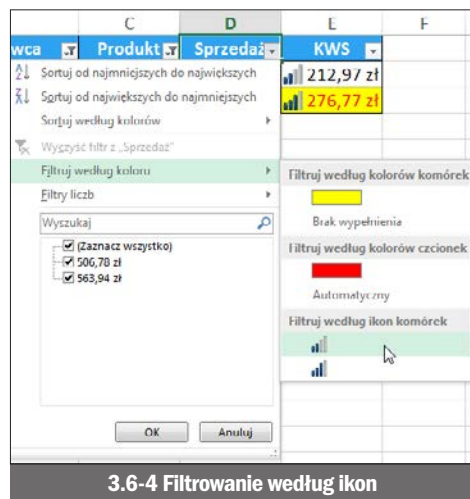 C D E F
wca Produkt Sprzedaż KWS
Sortuj od najmniejszych do największych
212,97 zł
Sortuj od największych do najmniejszych
276,77 zł
Sortuj według kolorów
Wyczyść filtr z „Sprzedaż”
Filtruj według koloru
Filtry liczb
Wyszukaj
(Zaznacz wszystko)
506,78 zł
563,94 zł
OK Anuluj
Filtruj według kolorów komórek
Brak wypełnienia
Filtruj według kolorów czcionek
Automatyczny
Filtruj według ikon komórek
3.6-4 Filtrowanie według ikon